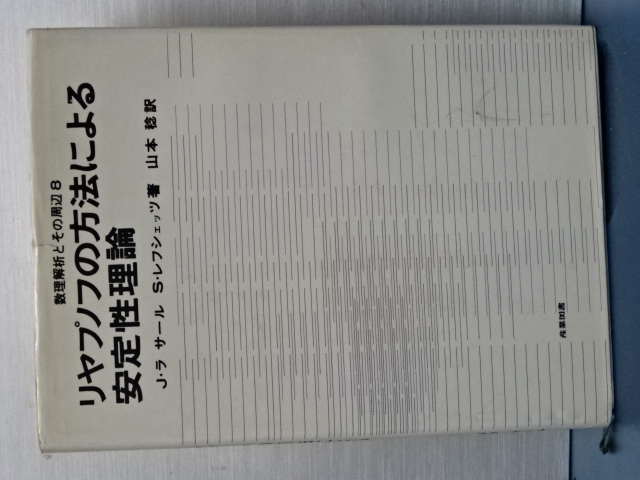 数理解析とその周辺 8
リヤプノフの方法による
安定性理論
J・ラ サール S・レフシェッツ著 山本 稔訳
産業図書